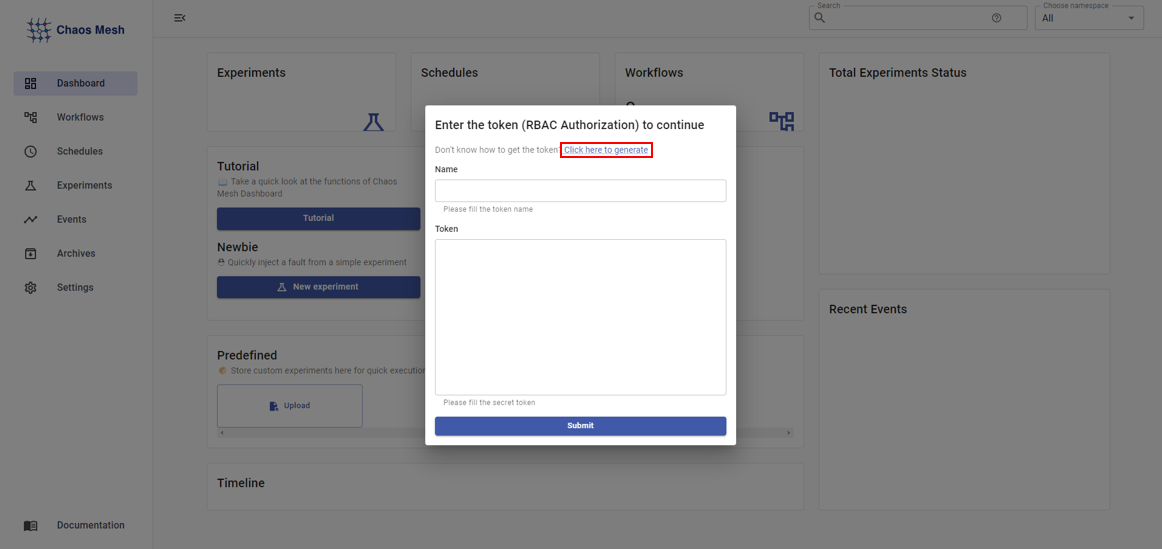 Chaos Mesh
Search
Choose namespace
All
Dashboard
Workflows
Schedules
Experiments
Events
Archives
Settings
Documentation
Experiments
Schedules
Workflows
Total Experiments Status
Tutorial
Take a quick look at the functions of Chaos
Mesh Dashboard
Tutorial
Newbie
Quickly inject a fault from a simple experiment
New experiment
Predefined
Store custom experiments here for quick execution
Upload
Timeline
Recent Events
Enter the token (RBAC Authorization) to continue
Don't know how to get the token? Click here to generate
Name
Please fill the token name
Token
Please fill the secret token
Submit